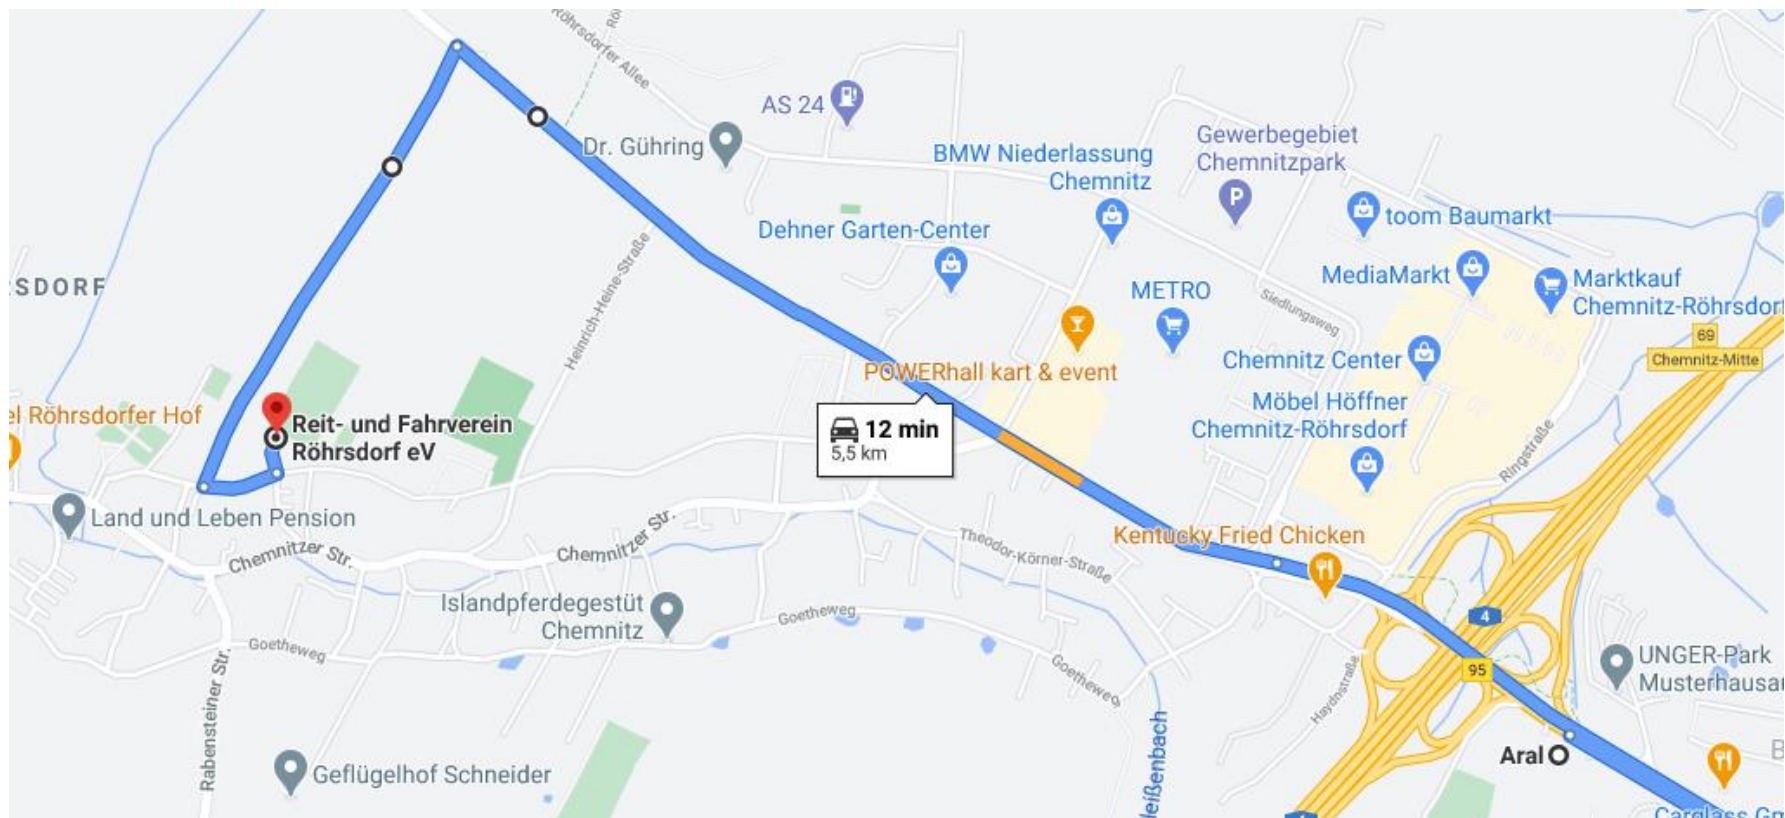 Röhrsdorfer Allee
AS 24
Dr. Gühring
BMW Niederlassung
Chemnitz
Gewerbegebiet
Chemnitzpark
P
toom Baumarkt
Dehner Garten-Center
Heinrich-Heine-Straße
SDORF
METRO
MediaMarkt
Marktkauf
Chemnitz-Röhrsdorf
Siedlungsweg
69
Chemnitz-Mitte
Chemnitz Center
POWERhall kart & event
Möbel Höffner
Chemnitz-Röhrsdorf
el Röhrsdorfer Hof
Reit- und Fahrverein
Röhrsdorf eV
12 min
5,5 km
Ringstraße
Land und Leben Pension
Chemnitzer Str.
Chemnitzer Str.
Theodor-Körner-Straße
Kentucky Fried Chicken
Islandpferdegestüt
Chemnitz
Goetheweg
Goetheweg
Goetheweg
4
95
UNGER-Park
Musterhausau
Rabensteiner Str.
Haydnstraße
Geflügelhof Schneider
leißenbach
Aral
B
Carglass Gm